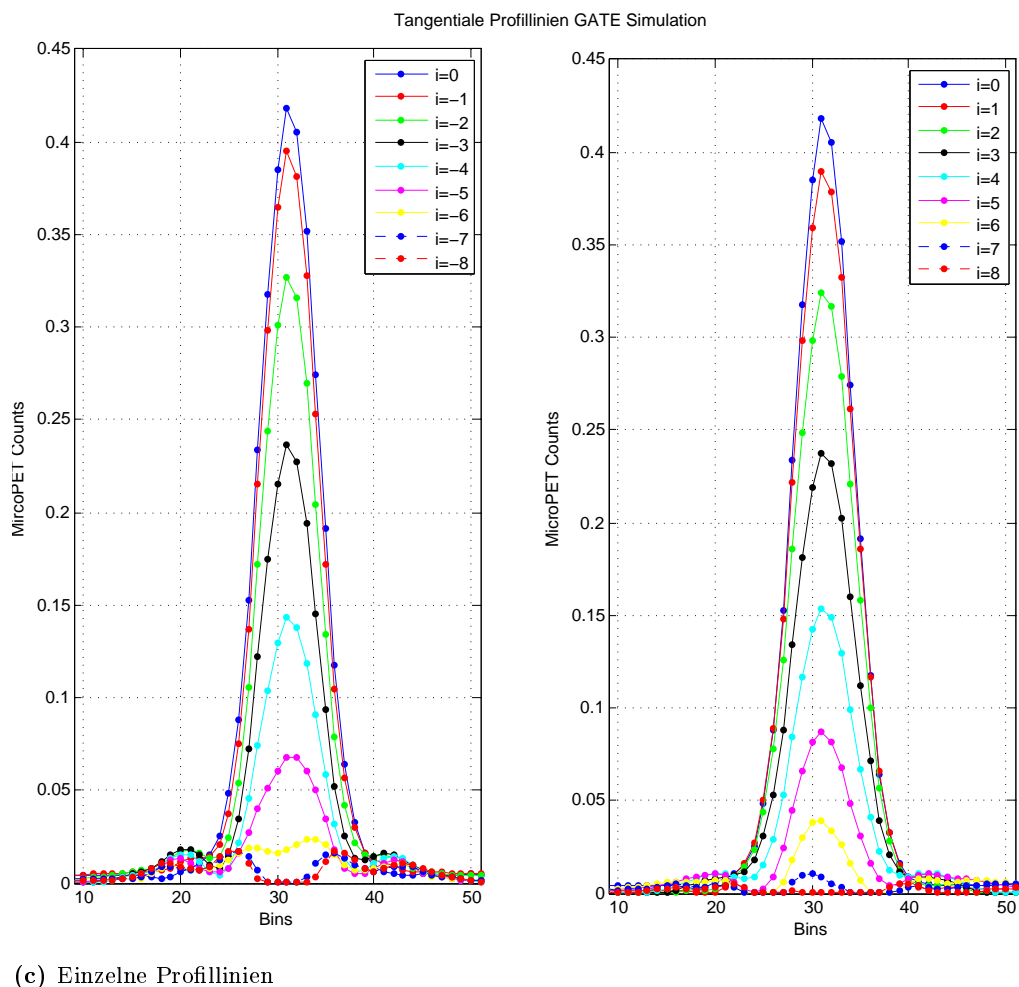 Tangentiale Profillinien GATE Simulation
0.45
0.4
0.35
0.3
0.25
0.2
0.15
0.1
0.05
0
MircoPET Counts
10
20
30
40
50
Bins
i=0
i=−1
i=−2
i=−3
i=−4
i=−5
i=−6
i=−7
i=−8
0.45
0.4
0.35
0.3
0.25
0.2
0.15
0.1
0.05
0
MicroPET Counts
10
20
30
40
50
Bins
i=0
i=1
i=2
i=3
i=4
i=5
i=6
i=7
i=8
(c) Einzelne Profillinien